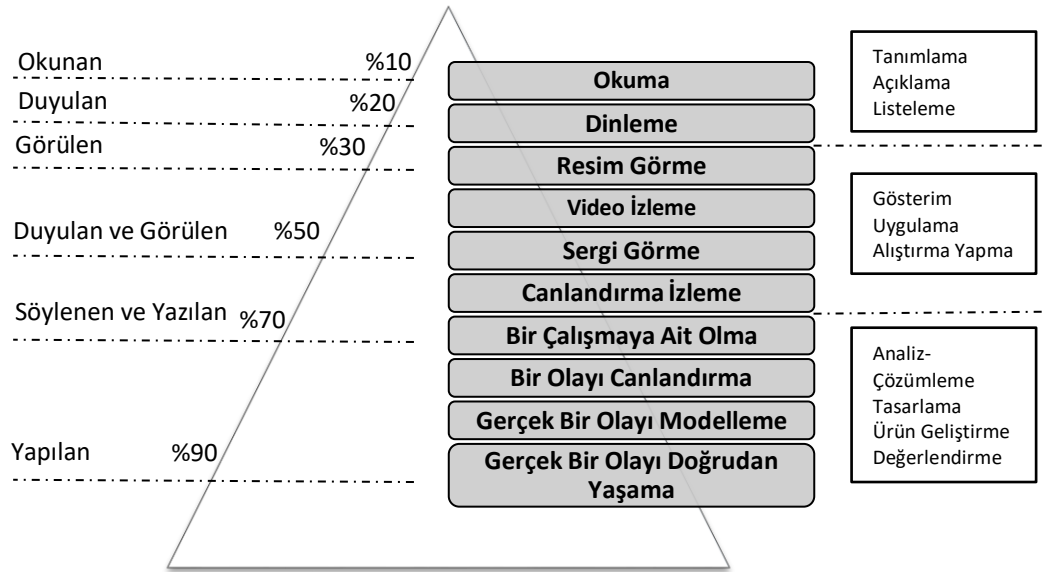 Okunan %10
Duyulan %20
Görülen %30
Duyulan ve Görülen %50
Söylenen ve Yazılan %70
Yapılan %90
Okuma
Dinleme
Resim Görme
Video İzleme
Sergi Görme
Canlandırma İzleme
Bir Çalışmaya Ait Olma
Bir Olayı Canlandırma
Gerçek Bir Olayı Modelleme
Gerçek Bir Olayı Doğrudan
Yaşama
Tanımlama
Açıklama
Listeleme
Gösterim
Uygulama
Alıştırma Yapma
Analiz-
Çözümleme
Tasarlama
Ürün Geliştirme
Değerlendirme